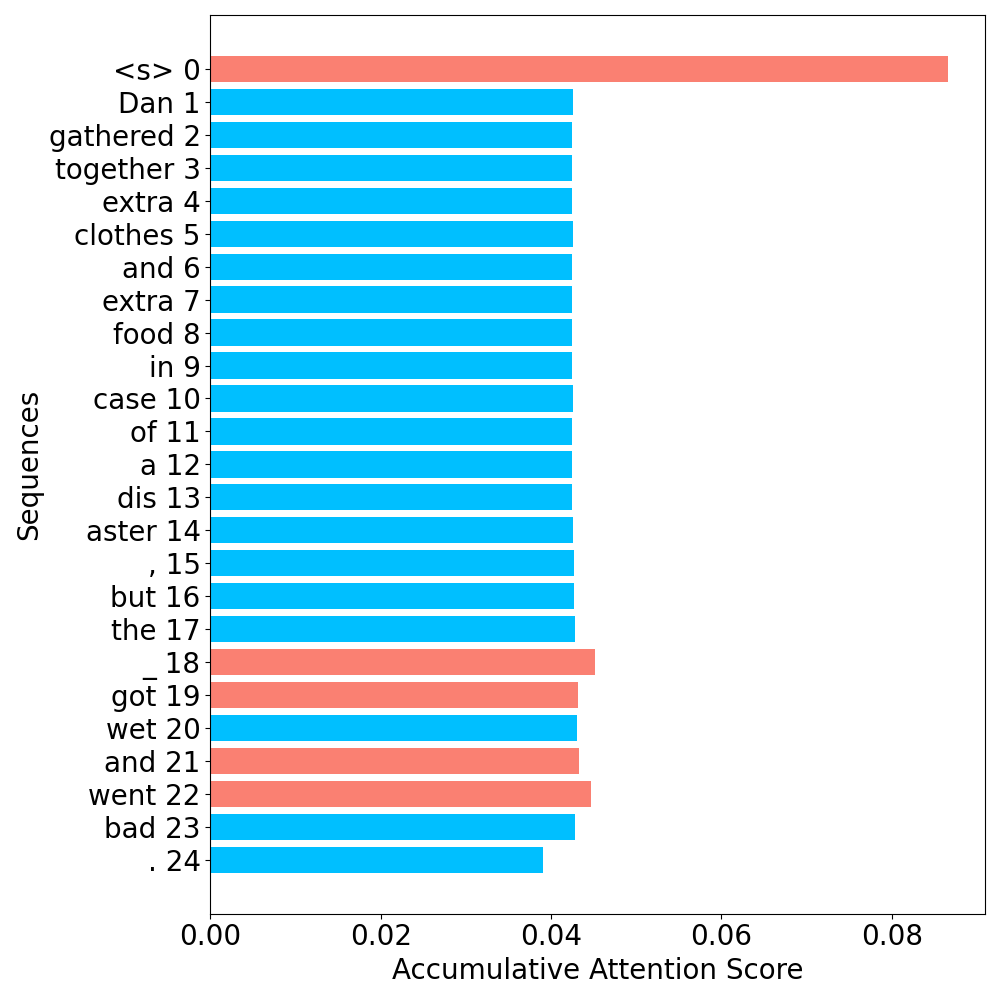 <s> 0
Dan 1
gathered 2
together 3
extra 4
clothes 5
and 6
extra 7
food 8
in 9
case 10
of 11
a 12
dis 13
aster 14
, 15
but 16
the 17
_ 18
got 19
wet 20
and 21
went 22
bad 23
. 24
Sequences
0.00 0.02 0.04 0.06 0.08
Accumulative Attention Score